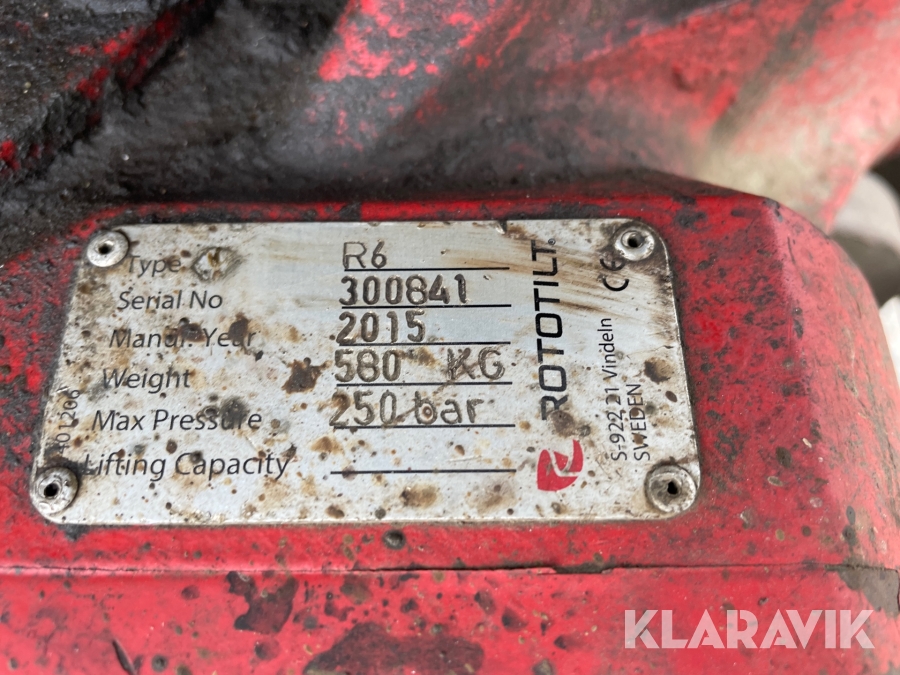 Type R6
Serial No 300841
Manuf. Year 2015
Weight 580 KG
Max Pressure 250 bar
Lifting Capacity
401206
ROTOTILT®
S-922 21 Vindeln
SWEDEN
CE
KLARAVIK